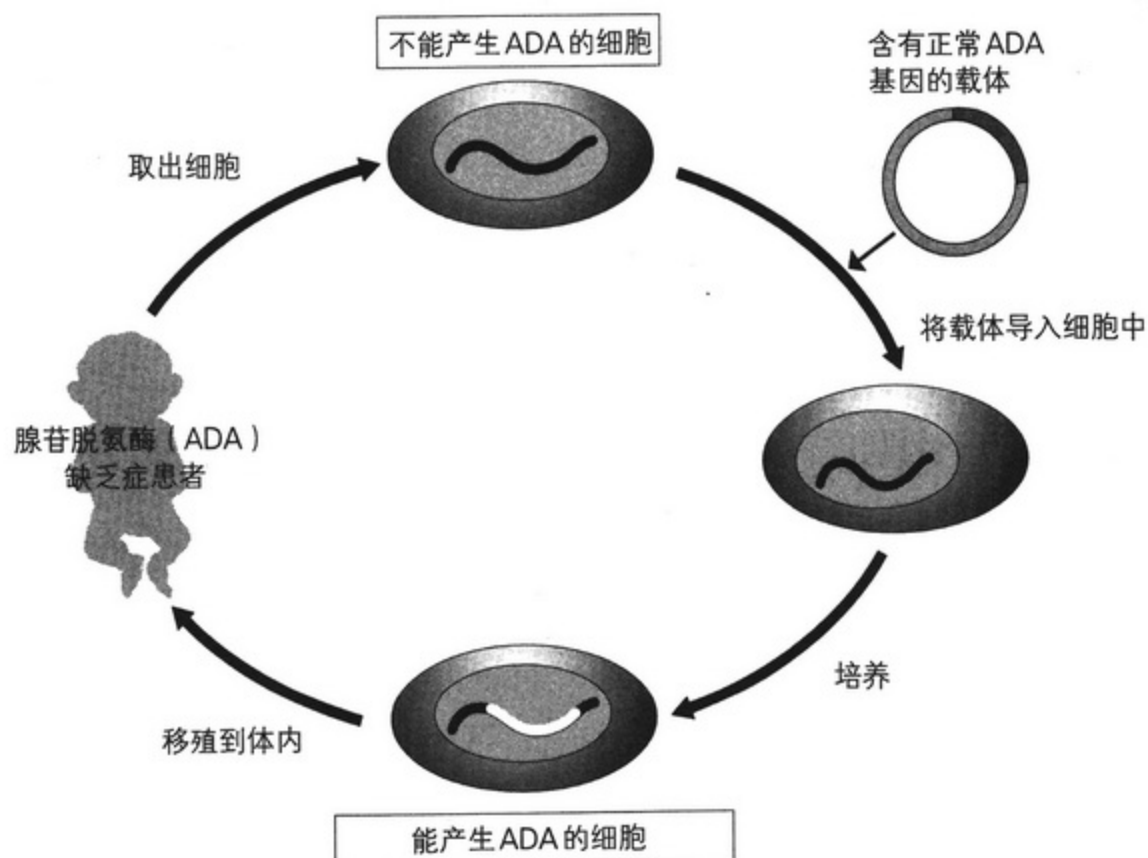 不能产生ADA的细胞
含有正常ADA
基因的载体
取出细胞
将载体导入细胞中
腺苷脱氨酶（ADA）
缺乏症患者
培养
移殖到体内
能产生ADA的细胞